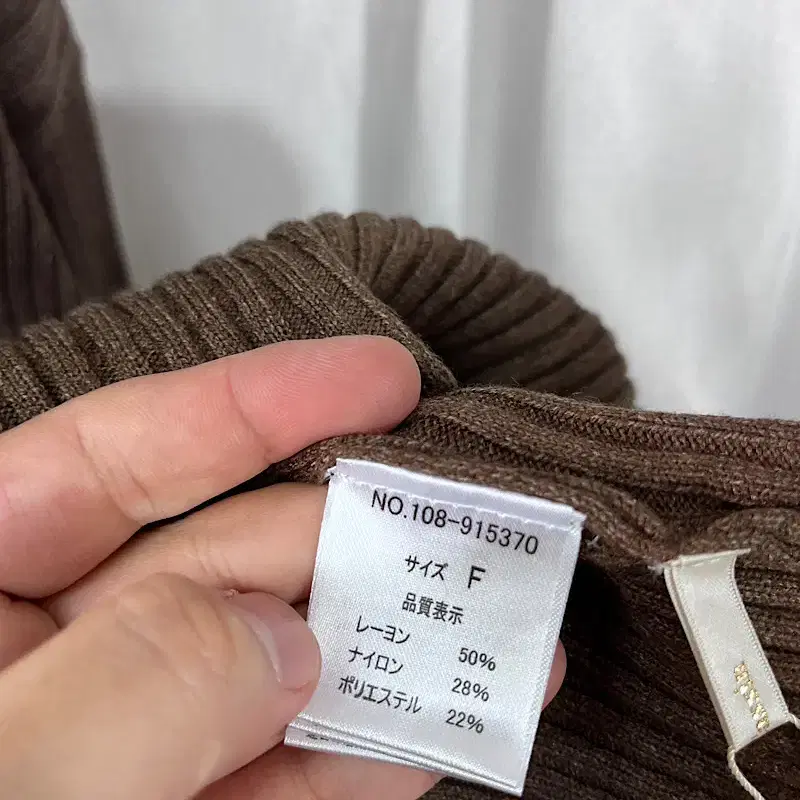 NO.108-915370
サイズ F
品質表示
レーヨン 50%
ナイロン 28%
ポリエステル 22%